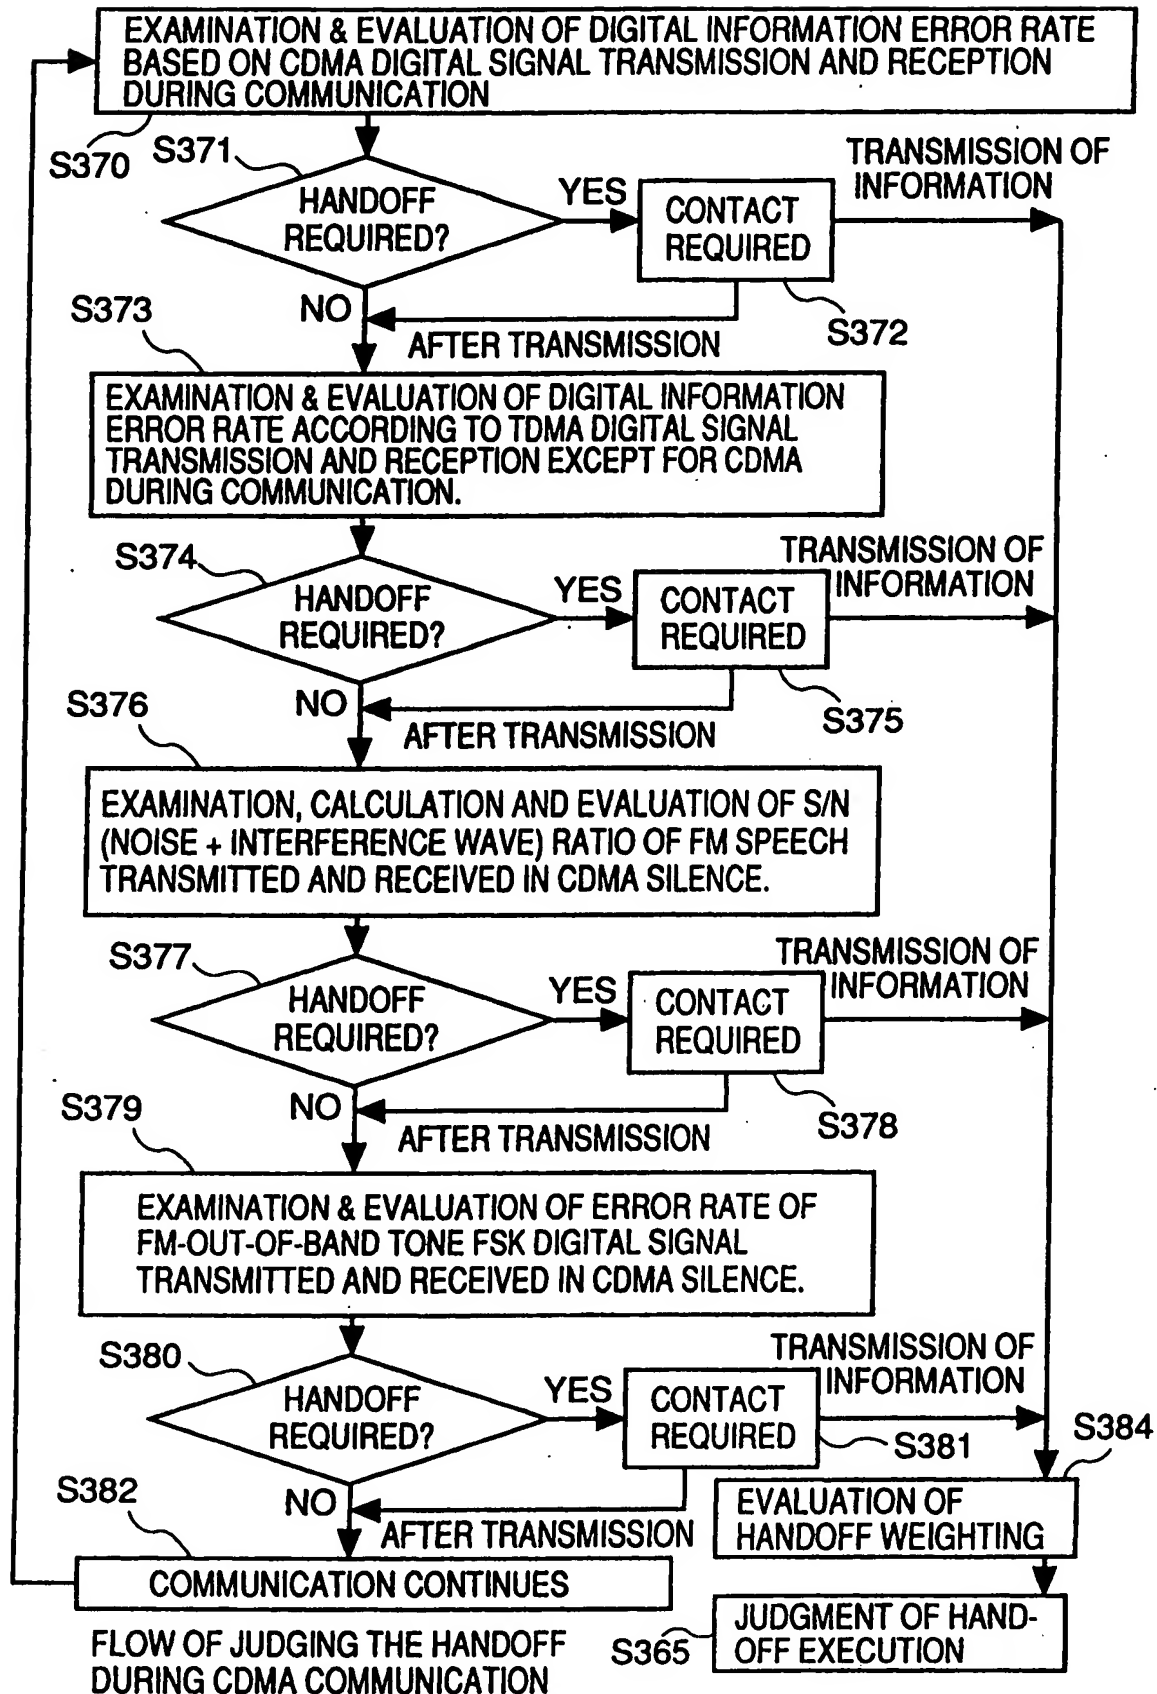 EXAMINATION & EVALUATION OF DIGITAL INFORMATION ERROR RATE
BASED ON CDMA DIGITAL SIGNAL TRANSMISSION AND RECEPTION
DURING COMMUNICATION
S370
S371
HANDOFF
REQUIRED?
YES
CONTACT
REQUIRED
TRANSMISSION OF
INFORMATION
S372
NO
AFTER TRANSMISSION
S373
EXAMINATION & EVALUATION OF DIGITAL INFORMATION
ERROR RATE ACCORDING TO TDMA DIGITAL SIGNAL
TRANSMISSION AND RECEPTION EXCEPT FOR CDMA
DURING COMMUNICATION.
S374
HANDOFF
REQUIRED?
YES
CONTACT
REQUIRED
TRANSMISSION OF
INFORMATION
S375
NO
AFTER TRANSMISSION
S376
EXAMINATION, CALCULATION AND EVALUATION OF S/N
(NOISE + INTERFERENCE WAVE) RATIO OF FM SPEECH
TRANSMITTED AND RECEIVED IN CDMA SILENCE.
S377
HANDOFF
REQUIRED?
YES
CONTACT
REQUIRED
TRANSMISSION OF
INFORMATION
S378
NO
AFTER TRANSMISSION
S379
EXAMINATION & EVALUATION OF ERROR RATE OF
FM-OUT-OF-BAND TONE FSK DIGITAL SIGNAL
TRANSMITTED AND RECEIVED IN CDMA SILENCE.
S380
HANDOFF
REQUIRED?
YES
CONTACT
REQUIRED
TRANSMISSION OF
INFORMATION
S381
NO
AFTER TRANSMISSION
S382
COMMUNICATION CONTINUES
S384
EVALUATION OF
HANDOFF WEIGHTING
S365
JUDGMENT OF HAND-
OFF EXECUTION
FLOW OF JUDGING THE HANDOFF
DURING CDMA COMMUNICATION